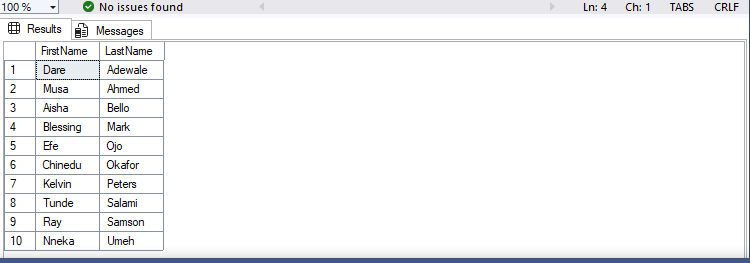 100 % No issues found Ln: 4 Ch: 1 TABS CRLF
Results Messages
FirstName LastName
1 Dare Adewale
2 Musa Ahmed
3 Aisha Bello
4 Blessing Mark
5 Efe Ojo
6 Chinedu Okafor
7 Kelvin Peters
8 Tunde Salami
9 Ray Samson
10 Nneka Umeh